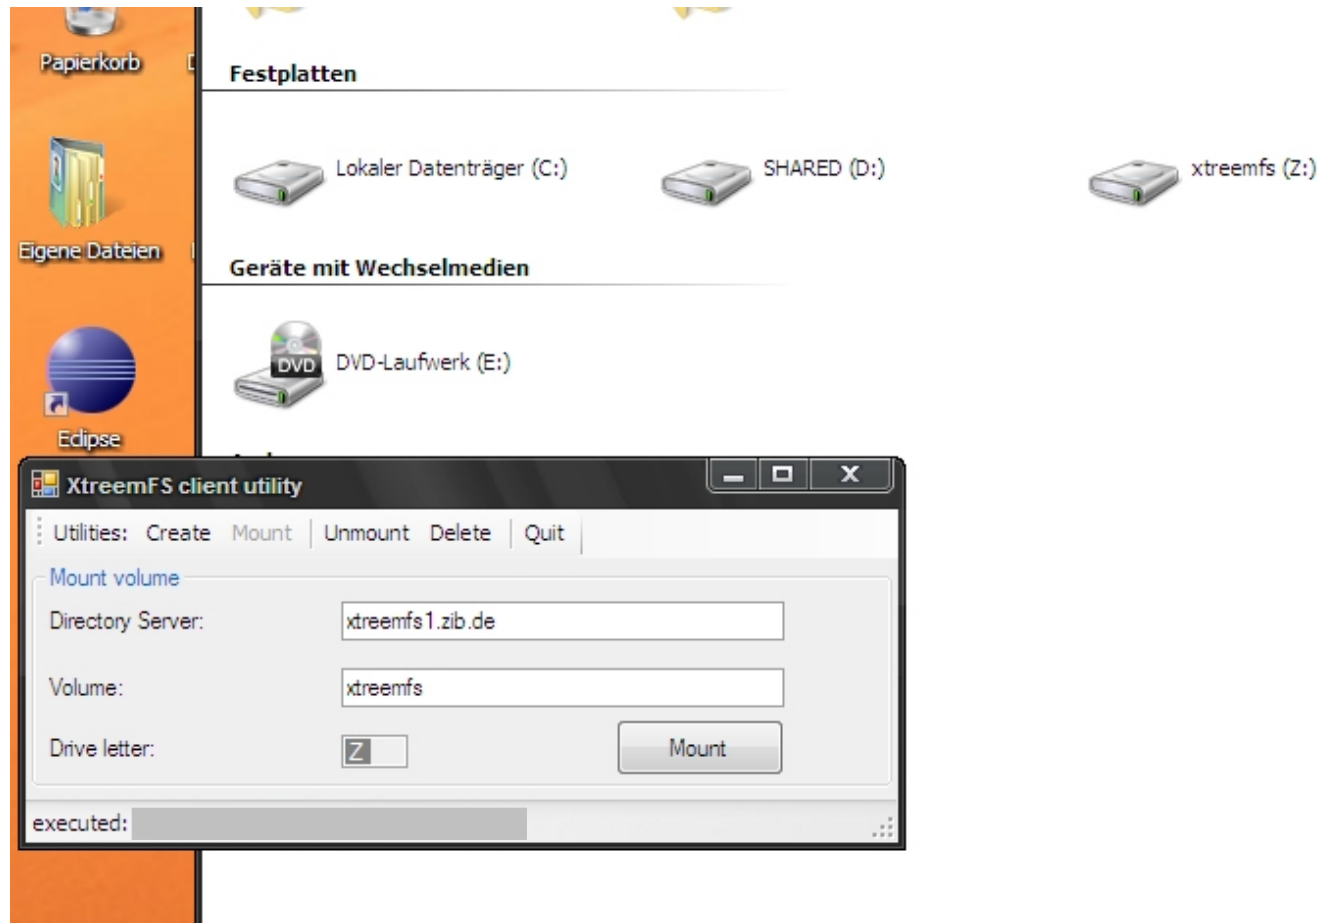 Papierkorb
Festplatten
Lokaler Datenträger (C:)
SHARED (D:)
xtreemfs (Z:)
Eigene Dateien
Geräte mit Wechselmedien
DVD
DVD-Laufwerk (E:)
Eclipse
XtreemFS client utility
Utilities: Create Mount Unmount Delete Quit
Mount volume
Directory Server: xtreemfs1.zib.de
Volume: xtreemfs
Drive letter: Z Mount
executed: